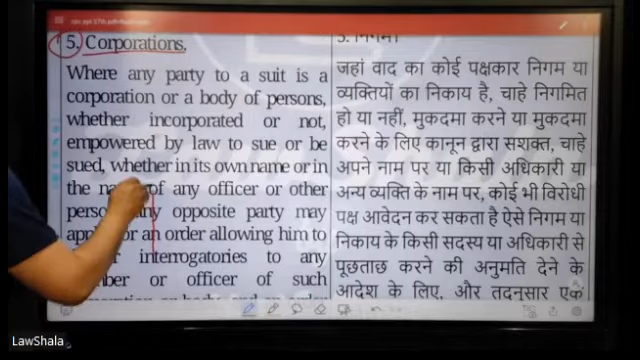 5. Corporations.
Where any party to a suit is a
corporation or a body of persons,
whether incorporated or not,
empowered by law to sue or be
sued, whether in its own name or in
the of any officer or other
opposite party may
an order allowing him to
interrogatories to any
or officer of such
जहां वाद का कोई पक्षकार निगम या
व्यक्तियों का निकाय है, चाहे निगमित
हो या नहीं, मुकदमा करने या मुकदमा
करने के लिए कानून द्वारा सशक्त, चाहे
अपने नाम पर या किसी अधिकारी या
अन्य व्यक्ति के नाम पर, कोई भी विरोधी
पक्ष आवेदन कर सकता है ऐसे निगम या
निकाय के किसी सदस्य या अधिकारी से
पूछताछ करने की अनुमति देने के
आदेश के लिए, और तदनुसार एक
LawShala